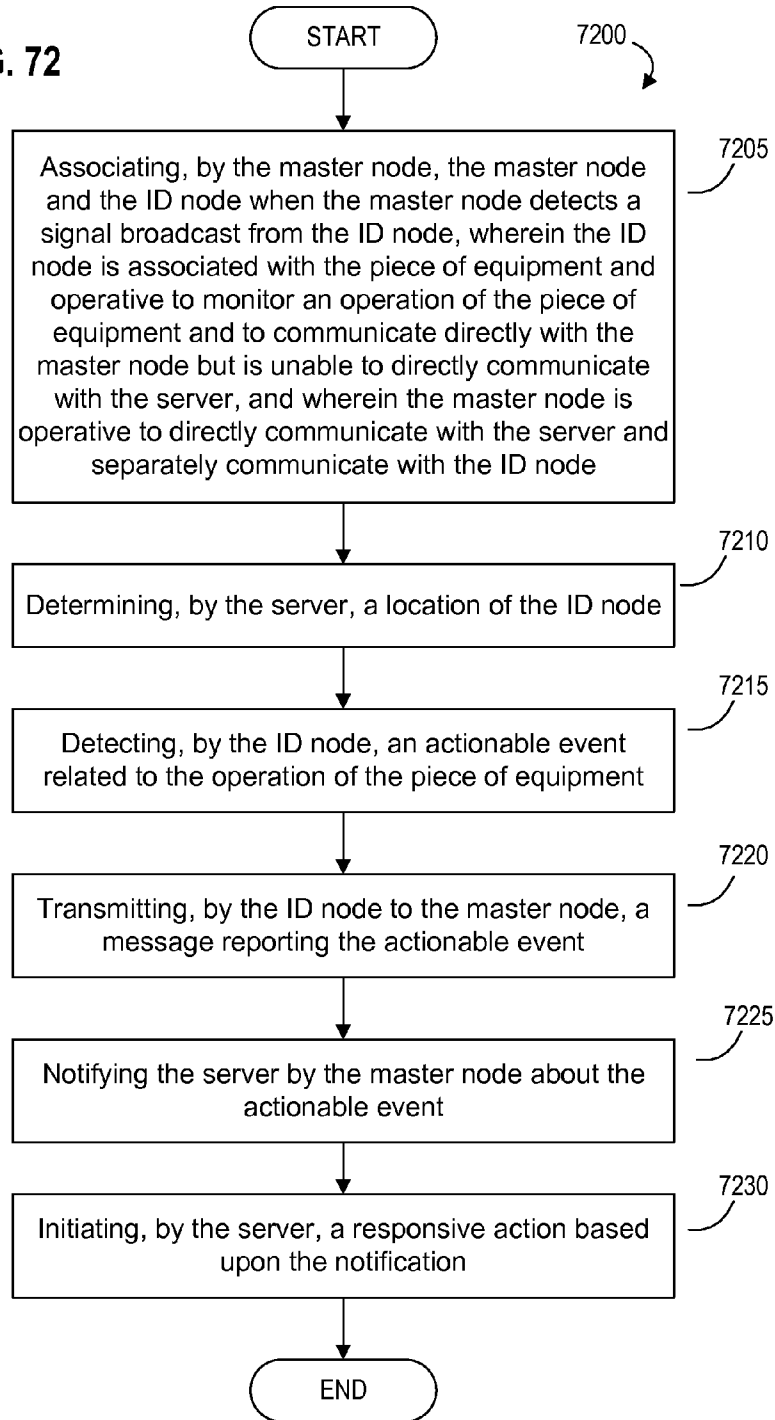 START
7200
G. 72
7205
Associating, by the master node, the master node
and the ID node when the master node detects a
signal broadcast from the ID node, wherein the ID
node is associated with the piece of equipment and
operative to monitor an operation of the piece of
equipment and to communicate directly with the
master node but is unable to directly communicate
with the server, and wherein the master node is
operative to directly communicate with the server and
separately communicate with the ID node
7210
Determining, by the server, a location of the ID node
7215
Detecting, by the ID node, an actionable event
related to the operation of the piece of equipment
7220
Transmitting, by the ID node to the master node, a
message reporting the actionable event
7225
Notifying the server by the master node about the
actionable event
7230
Initiating, by the server, a responsive action based
upon the notification
END